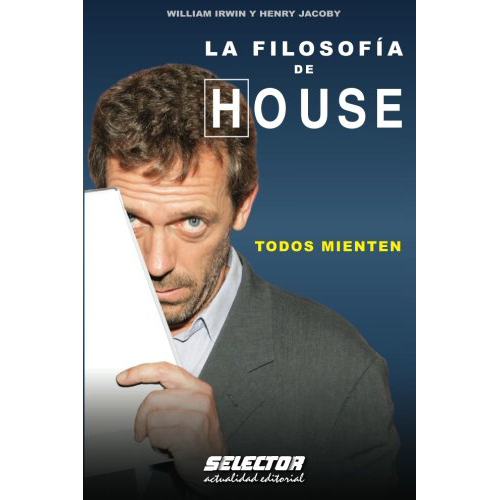 WILLIAM IRWIN Y HENRY JACOBY
LA FILOSOFÍA
DE
HOUSE
TODOS MIENTEN
SELECTOR
actualidad editorial